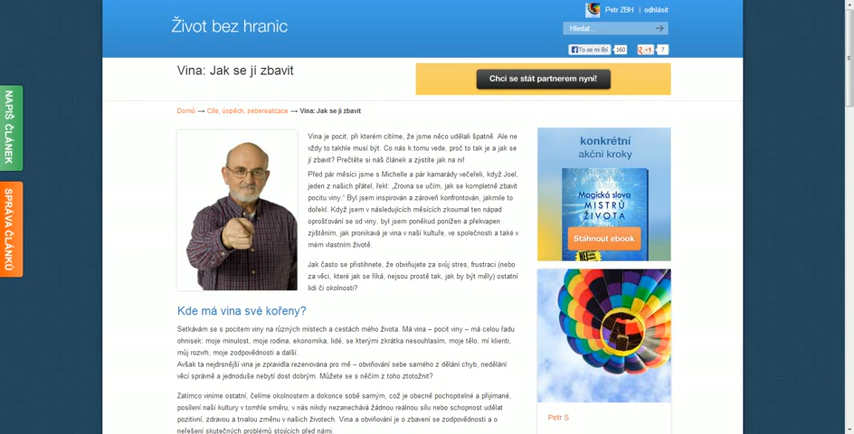 Život bez hranic
Petr ZBH | odhlásit
Hledat...
To se mi líbí 160 +1 7
NAPIŠ ČLÁNEK
SPRÁVA ČLÁNKŮ
Vina: Jak se jí zbavit
Chci se stát partnerem nyní!
Domů → Cíle, úspěch, seberealizace → Vina: Jak se jí zbavit
Vina je pocit, při kterém cítíme, že jsme něco udělali špatně. Ale ne
vždy to takhle musí být. Co nás k tomu vede, proč to tak je a jak se
jí zbavit? Přečtěte si náš článek a zjistíte jak na ni!
Před pár měsíci jsme s Michelle a pár kamarády večeřeli, když Joel,
jeden z našich přátel, řekl: „Zrovna se učím, jak se kompletně zbavit
pocitu viny.“ Byl jsem inspirován a zároveň konfrontován, jakmile to
dořekl. Když jsem v následujících měsících zkoumal ten nápad
oprošťování se od viny, byl jsem poněkud ponížen a překvapen
zjištěním, jak pronikavá je vina v naší kultuře, ve společnosti a také v
mém vlastním životě.
Jak často se přistihnete, že obviňujete za svůj stres, frustraci (nebo
za věci, které jak se říká, nejsou prostě tak, jak by být měly) ostatní
lidi či okolnosti?
Kde má vina své kořeny?
Setkávám se s pocitem viny na různých místech a cestách mého života. Má vina – pocit viny – má celou řadu
ohnisek: moje minulost, moje rodina, ekonomika, lidé, se kterými zkrátka nesouhlasím, moje tělo, mí klienti,
můj rozvrh, moje zodpovědnosti a další.
Avšak ta nejdrsnější vina je zpravidla rezervována pro mě – obviňování sebe samého z dělání chyb, nedělání
věcí správně a jednoduše nebytí dost dobrým. Můžete se s něčím z toho ztotožnit?
Zatímco viníme ostatní, čelíme okolnostem a dokonce sobě samým, což je obecně pochopitelné a přijímané,
posílení naší kultury v tomhle směru, v nás nikdy nezanechává žádnou reálnou sílu nebo schopnost udělat
pozitivní, zdravou a trvalou změnu v našich životech. Vina a obviňování je o zbavení se zodpovědnosti a o
neřešení skutečných problémů stojících před námi.
konkrétní
akční kroky
Magická slova
MISTRŮ
ŽIVOTA
Stáhnout ebook
Petr S